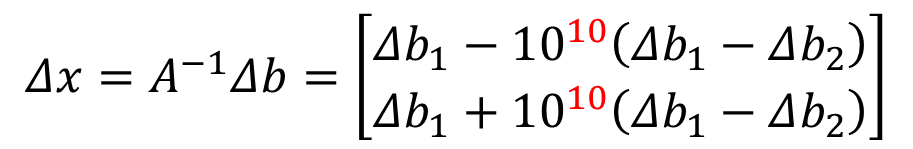 𝛥x = A⁻¹𝛥b = [𝛥b₁ − 10¹⁰(𝛥b₁ − 𝛥b₂)
𝛥b₁ + 10¹⁰(𝛥b₁ − 𝛥b₂)]